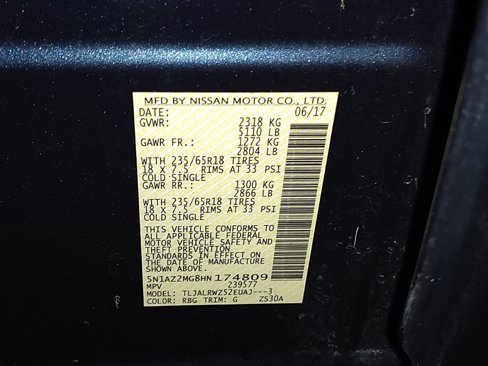 MFD BY NISSAN MOTOR CO., LTD.
DATE: 06/17
GVWR: 2318 KG
5110 LB
GAWR FR.: 1272 KG
2804 LB
WITH 235/65R18 TIRES
18 X 7.5 RIMS AT 33 PSI
COLD SINGLE
GAWR RR.: 1300 KG
2866 LB
WITH 235/65R18 TIRES
18 X 7.5 RIMS AT 33 PSI
COLD SINGLE
THIS VEHICLE CONFORMS
TO ALL APPLICABLE FEDERAL
MOTOR VEHICLE SAFETY AND
THEFT PREVENTION
STANDARDS IN EFFECT ON
THE DATE OF MANUFACTURE
SHOWN ABOVE.
5N1AZ2MG8HN174809
MPV 239577
MODEL: TLJALRWZ52EUAJ---3
COLOR: RBG TRIM: G ZS30A